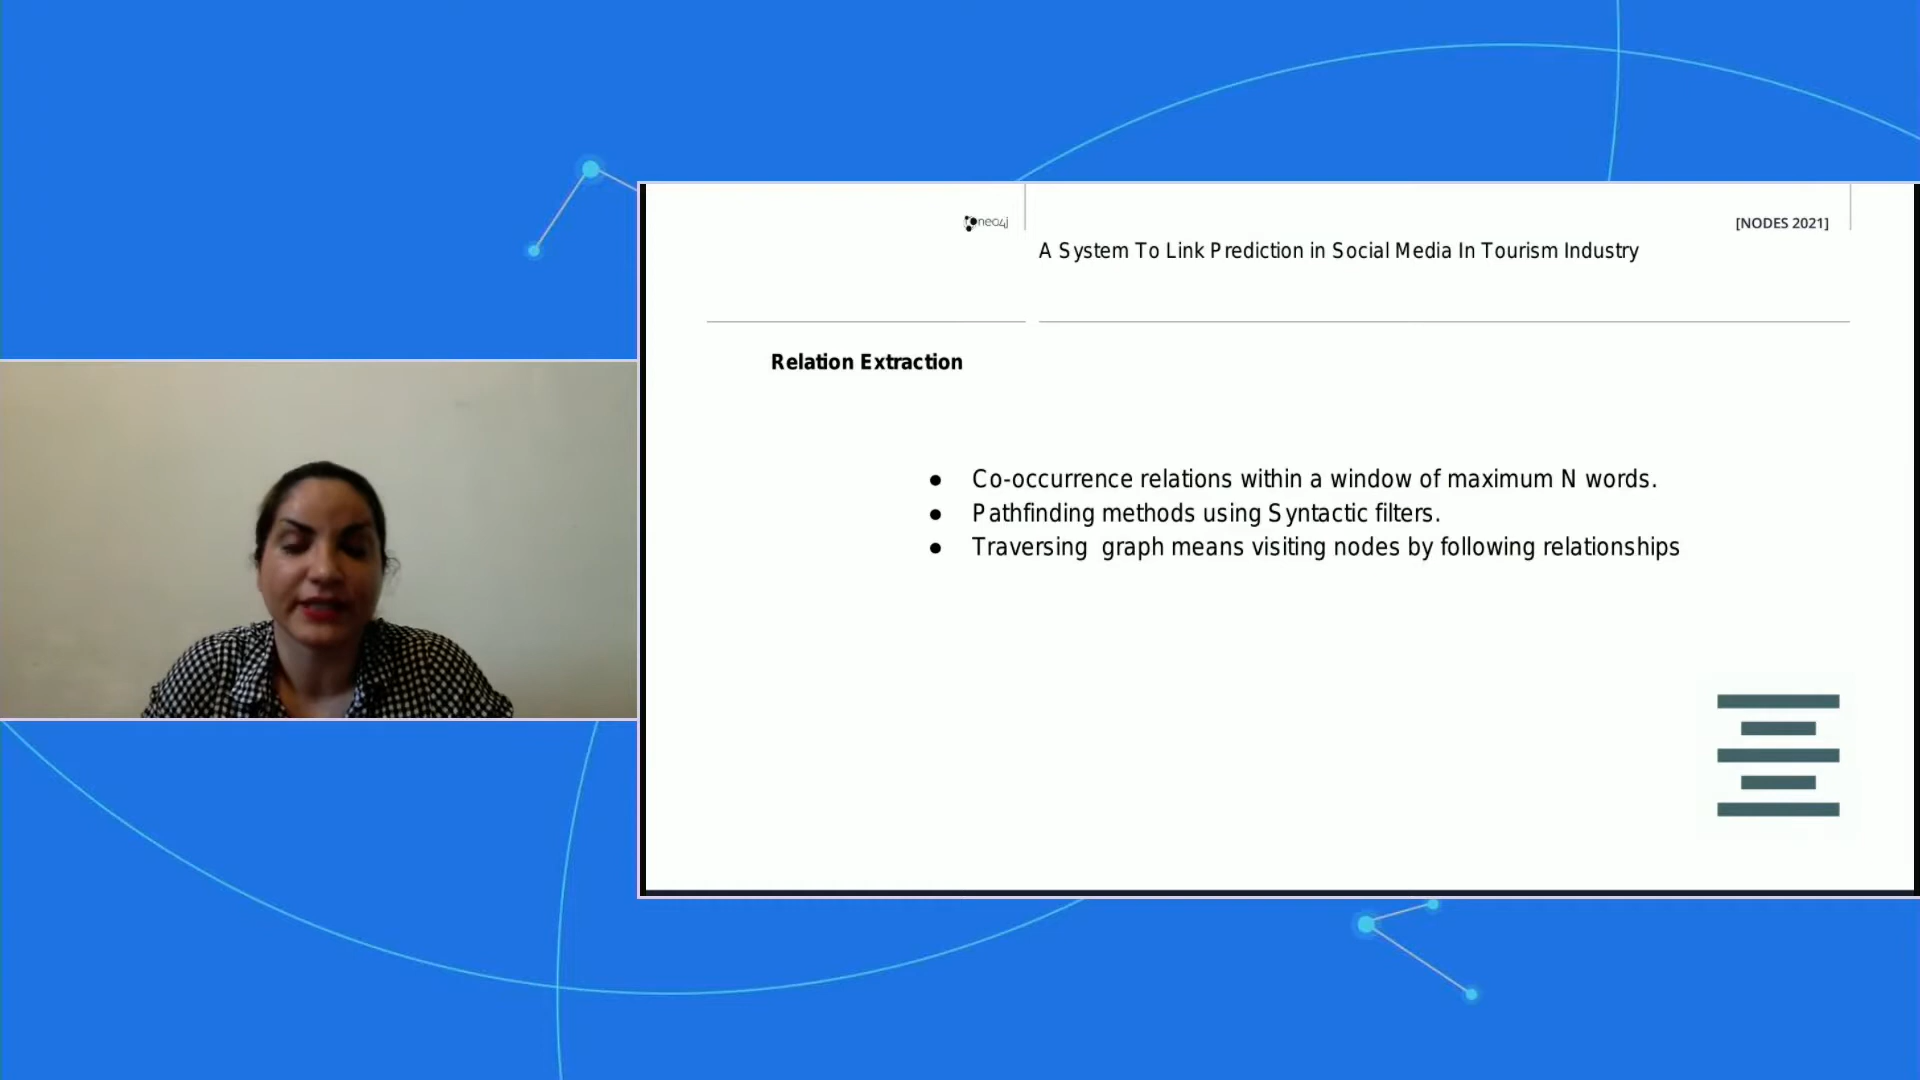 neo4j
[NODES 2021]
A System To Link Prediction in Social Media In Tourism Industry
Relation Extraction
● Co-occurrence relations within a window of maximum N words.
● Pathfinding methods using Syntactic filters.
● Traversing graph means visiting nodes by following relationships